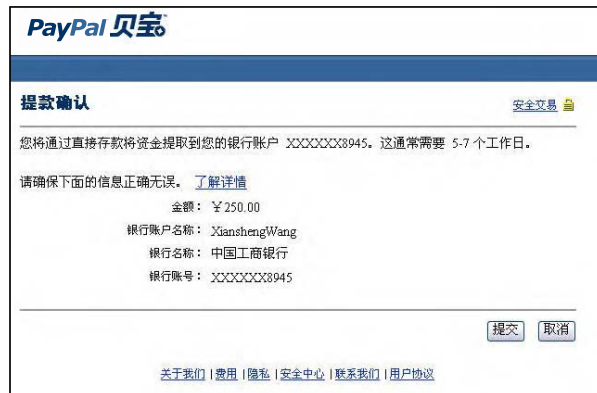 PayPal 贝宝
提款确认
安全交易
您将通过直接存款将资金提取到您的银行账户 XXXXXX8945。这通常需要 5-7 个工作日。
请确保下面的信息正确无误。 了解详情
金额： ￥250.00
银行账户名称： XianshengWang
银行名称： 中国工商银行
银行账号： XXXXXX8945
提交 取消
关于我们 | 费用 | 隐私 | 安全中心 | 联系我们 | 用户协议